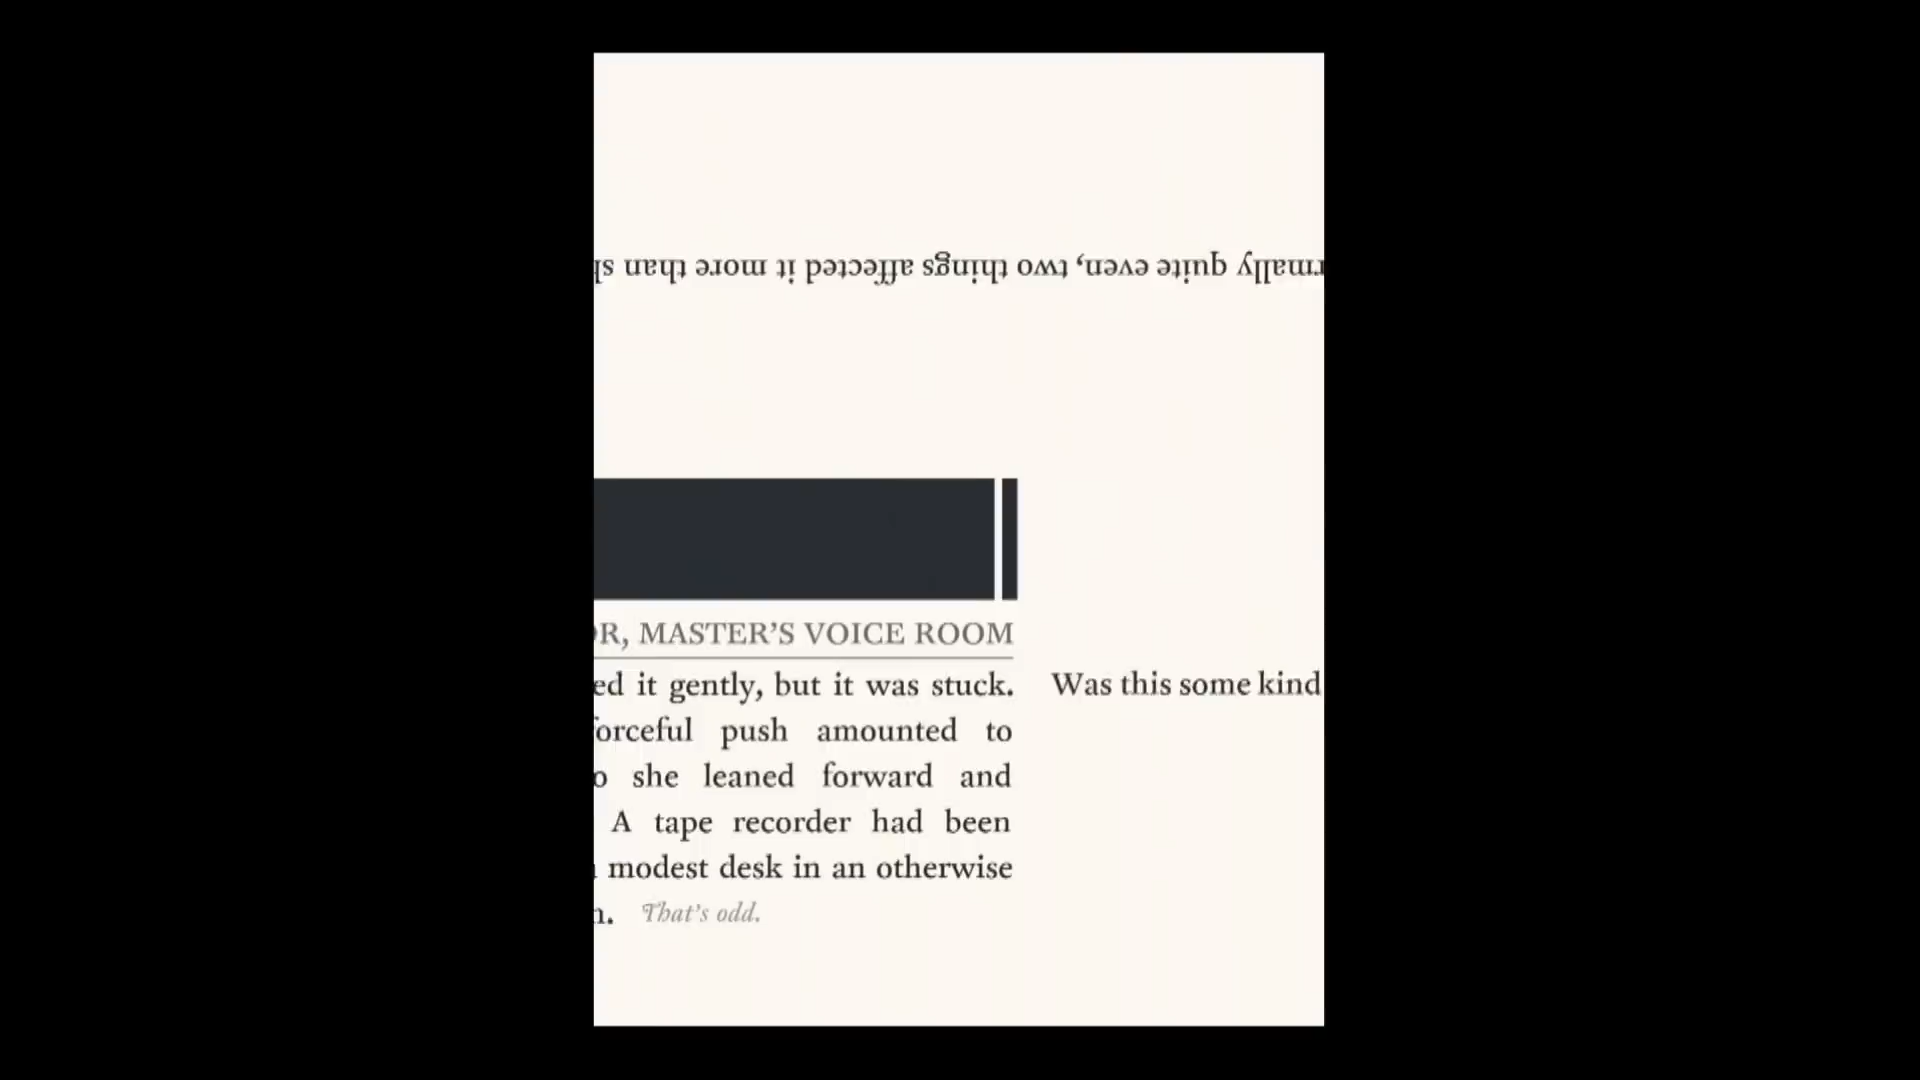 rmally quite even, two things affected it more than s
R, MASTER’S VOICE ROOM
ed it gently, but it was stuck.
Was this some kind
forceful push amounted to
o she leaned forward and
A tape recorder had been
modest desk in an otherwise
n. That’s odd.